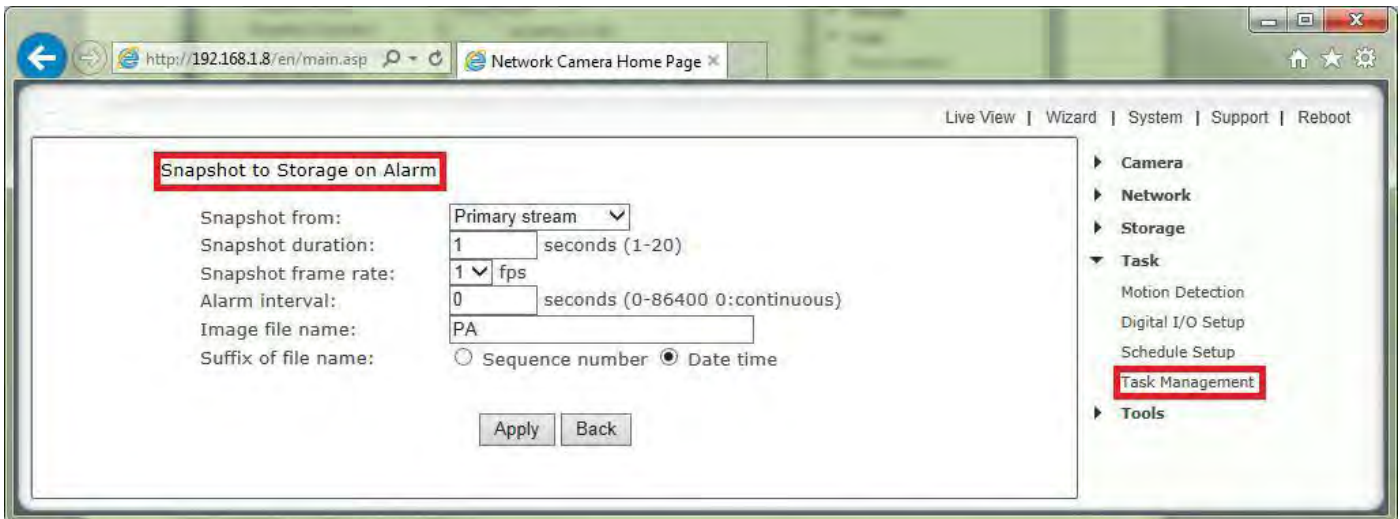 http://192.168.1.8/en/main.asp
Network Camera Home Page
Live View | Wizard | System | Support | Reboot
Snapshot to Storage on Alarm
Snapshot from: Primary stream
Snapshot duration: 1 seconds (1-20)
Snapshot frame rate: 1 fps
Alarm interval: 0 seconds (0-86400 0:continuous)
Image file name: PA
Suffix of file name: Sequence number Date time
Apply Back
Camera
Network
Storage
Task
Motion Detection
Digital I/O Setup
Schedule Setup
Task Management
Tools